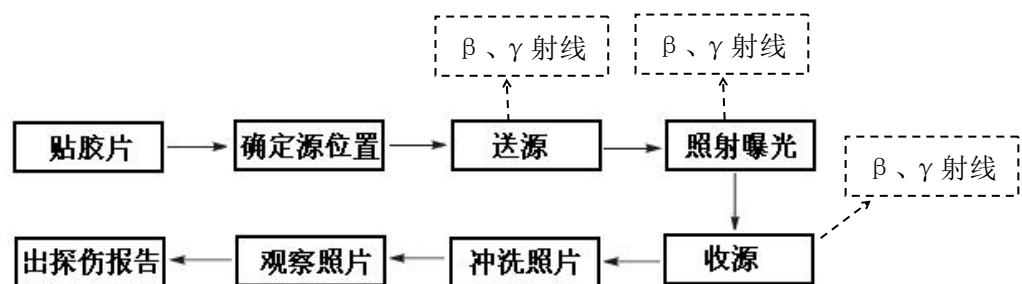 β、γ射线
β、γ射线
贴胶片
确定源位置
送源
照射曝光
β、γ射线
出探伤报告
观察照片
冲洗照片
收源